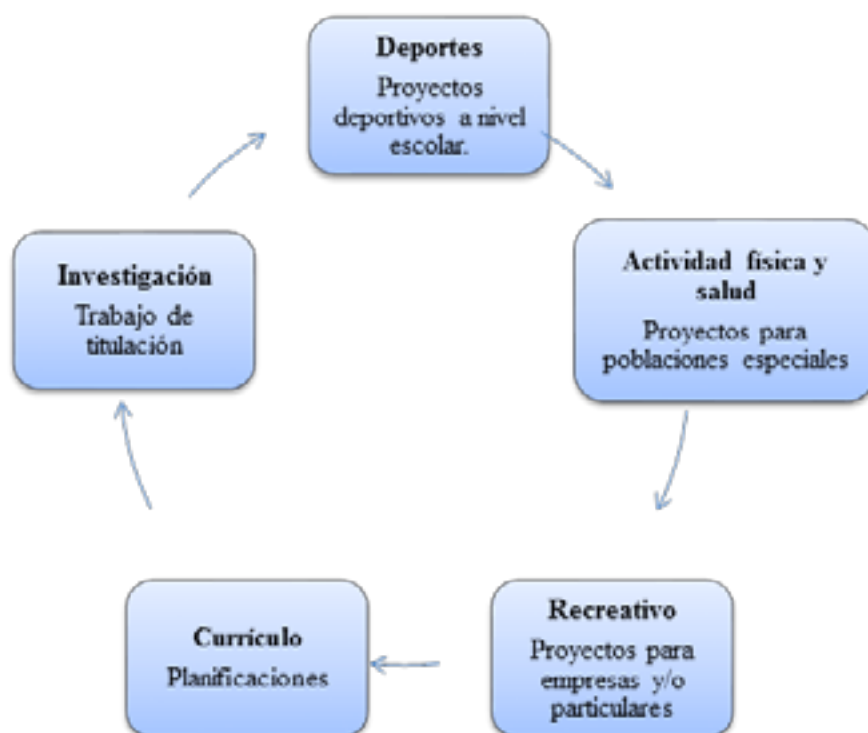 Deportes
Proyectos
deportivos a nivel
escolar.
Actividad física y
salud
Proyectos para
poblaciones especiales
Recreativo
Proyectos para
empresas y/o
particulares
Currículo
Planificaciones
Investigación
Trabajo de
titulación